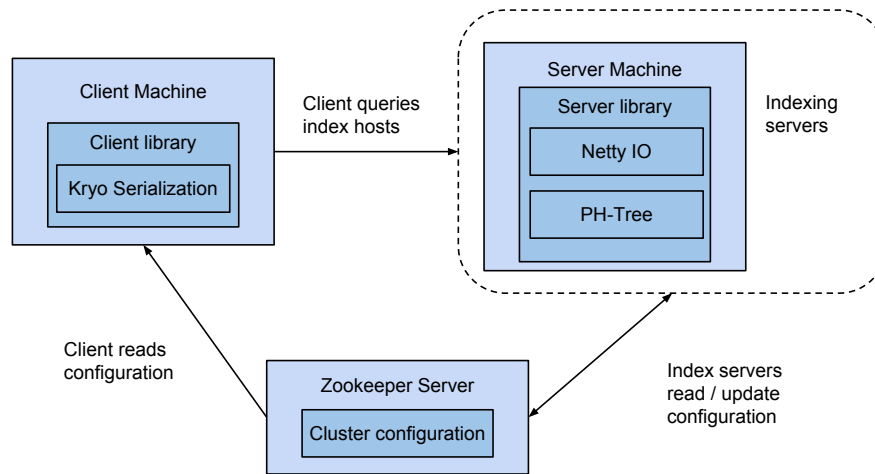 Client Machine
Client library
Kryo Serialization
Client queries
index hosts
Server Machine
Server library
Netty IO
PH-Tree
Indexing
servers
Client reads
configuration
Zookeeper Server
Cluster configuration
Index servers
read / update
configuration